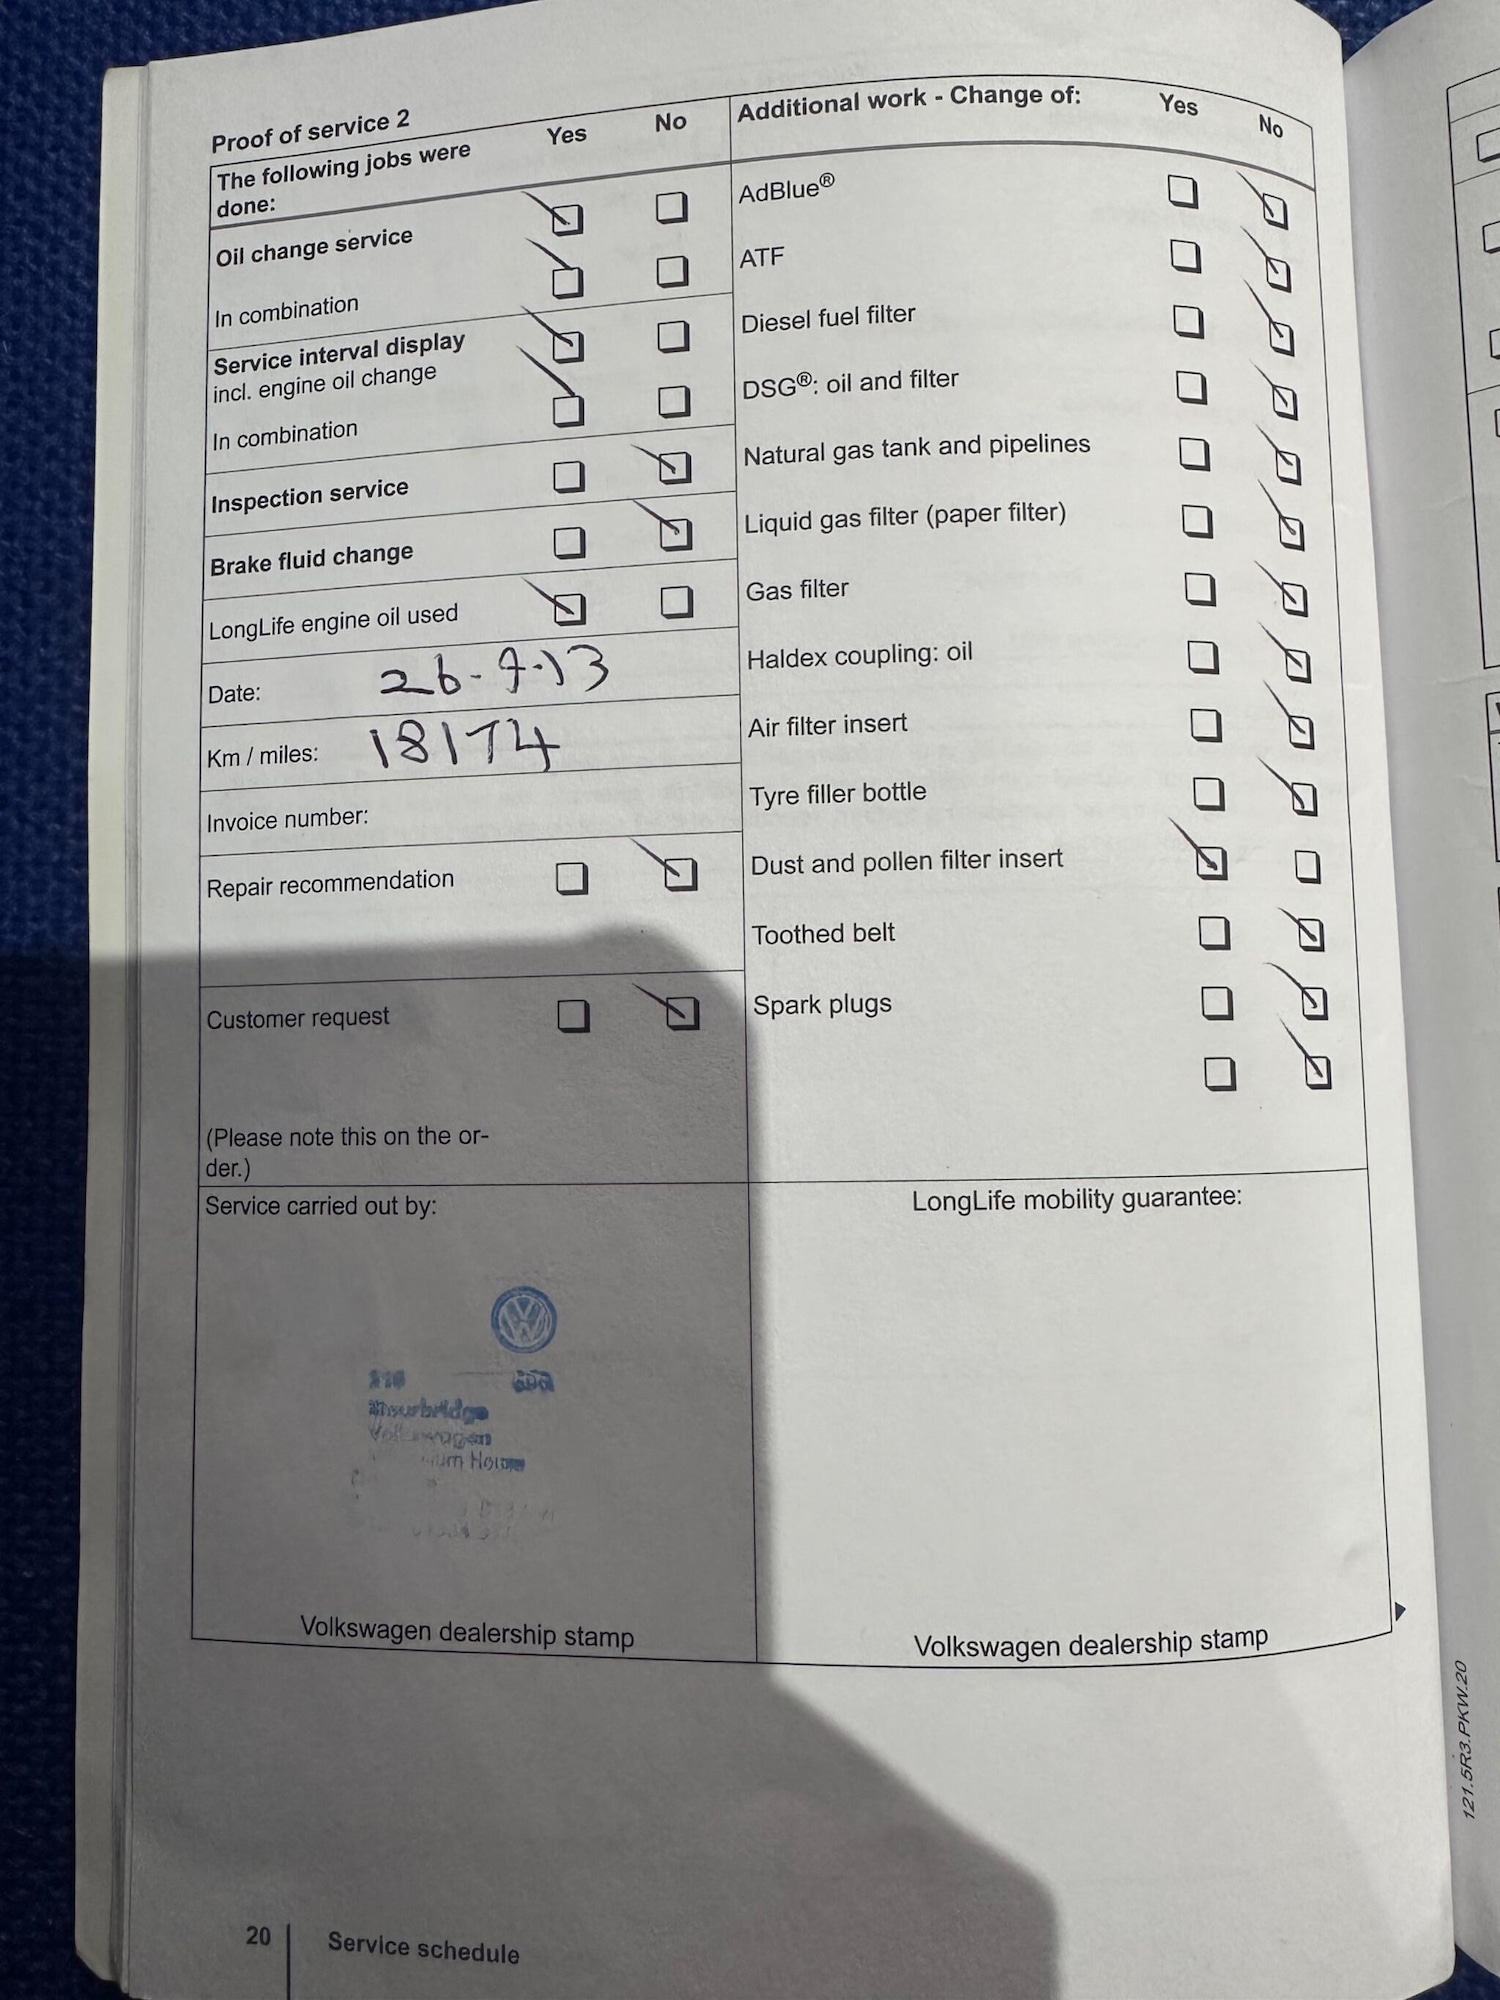 Proof of service 2
The following jobs were
done:
Yes
No
Oil change service
In combination
Service interval display
incl. engine oil change
In combination
Inspection service
Brake fluid change
LongLife engine oil used
Date: 26-9-13
Km / miles: 18174
Invoice number:
Repair recommendation
Customer request
(Please note this on the or-
der.)
Additional work - Change of:
Yes
No
AdBlue®
ATF
Diesel fuel filter
DSG®: oil and filter
Natural gas tank and pipelines
Liquid gas filter (paper filter)
Gas filter
Haldex coupling: oil
Air filter insert
Tyre filler bottle
Dust and pollen filter insert
Toothed belt
Spark plugs
Service carried out by:
Stourbridge
Volkswagen
House
Volkswagen dealership stamp
LongLife mobility guarantee:
Volkswagen dealership stamp
121.5R3.PKW.20
20
Service schedule